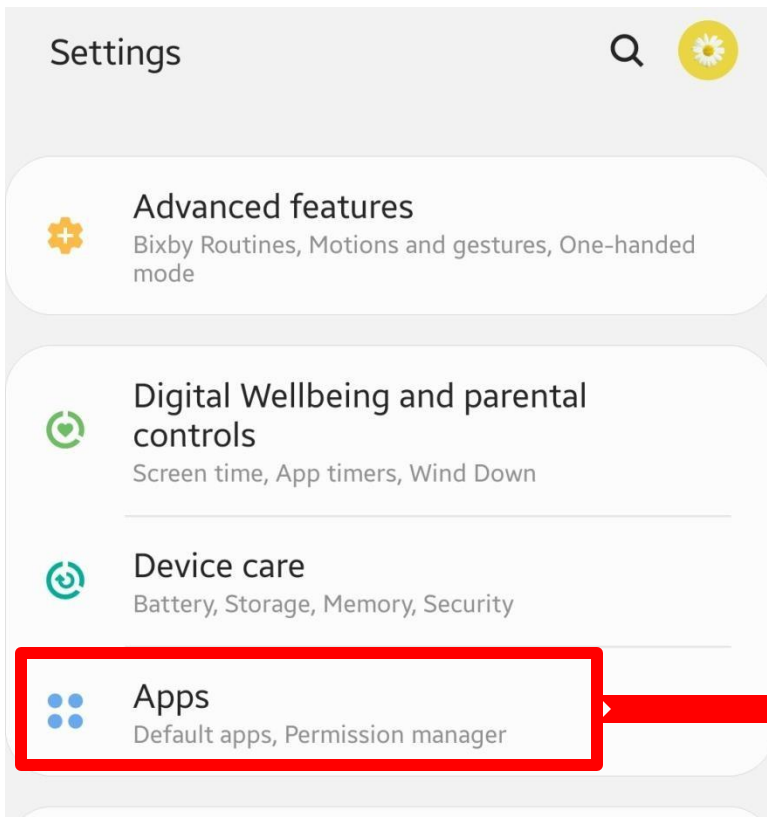 Settings
Advanced features
Bixby Routines, Motions and gestures, One-handed
mode
Digital Wellbeing and parental
controls
Screen time, App timers, Wind Down
Device care
Battery, Storage, Memory, Security
Apps
Default apps, Permission manager